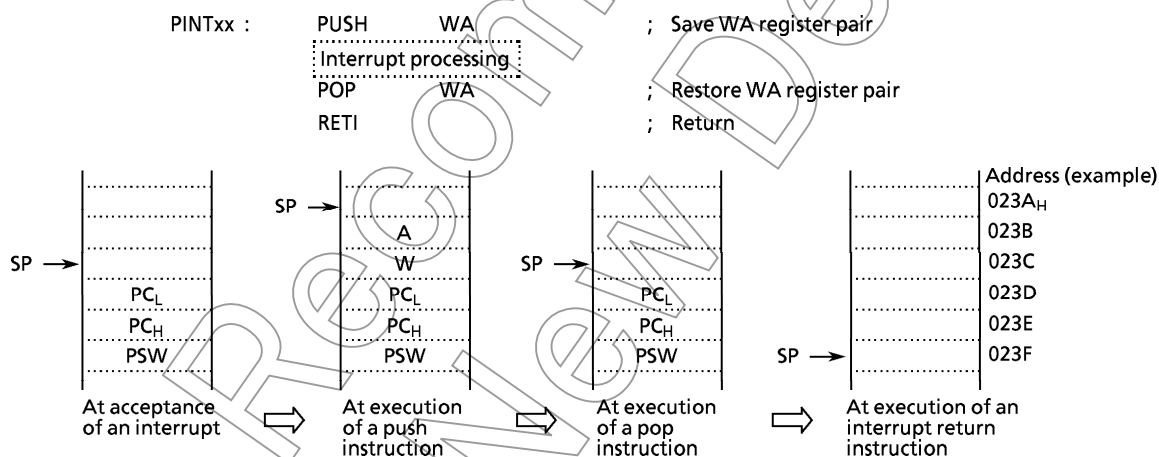 PINTxx : PUSH WA ; Save WA register pair
Interrupt processing
POP WA ; Restore WA register pair
RETI ; Return
Address (example)
SP → SP → A W PCL PCH PSW
023AH
023B
023C
023D
023E
023F
SP →
PCL
PCH
PSW
SP →
PCL
PCH
PSW
At acceptance
of an interrupt
At execution
of a push
instruction
At execution
of a pop
instruction
At execution of an
interrupt return
instruction
Recom
New De